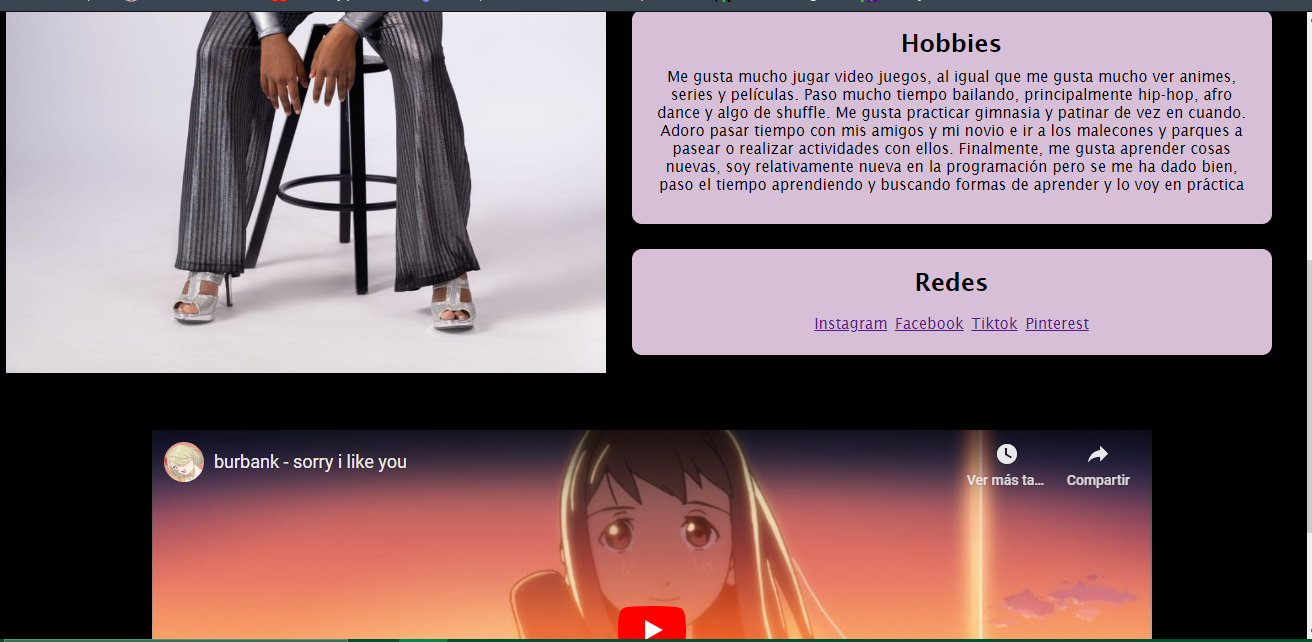 Hobbies
Me gusta mucho jugar video juegos, al igual que me gusta mucho ver animes,
series y películas. Paso mucho tiempo bailando, principalmente hip-hop, afro
dance y algo de shuffle. Me gusta practicar gimnasia y patinar de vez en cuando.
Adoro pasar tiempo con mis amigos y mi novio e ir a los malecones y parques a
pasear o realizar actividades con ellos. Finalmente, me gusta aprender cosas
nuevas, soy relativamente nueva en la programación pero se me ha dado bien,
paso el tiempo aprendiendo y buscando formas de aprender y lo voy en práctica
Redes
Instagram Facebook Tiktok Pinterest
burbank - sorry i like you
Ver más ta...
Compartir